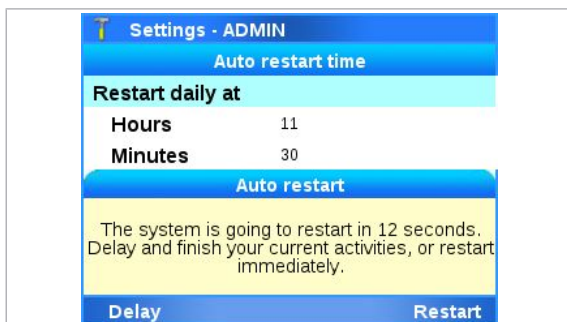 Settings - ADMIN
Auto restart time
Restart daily at
Hours 11
Minutes 30
Auto restart
The system is going to restart in 12 seconds.
Delay and finish your current activities, or restart
immediately.
Delay Restart